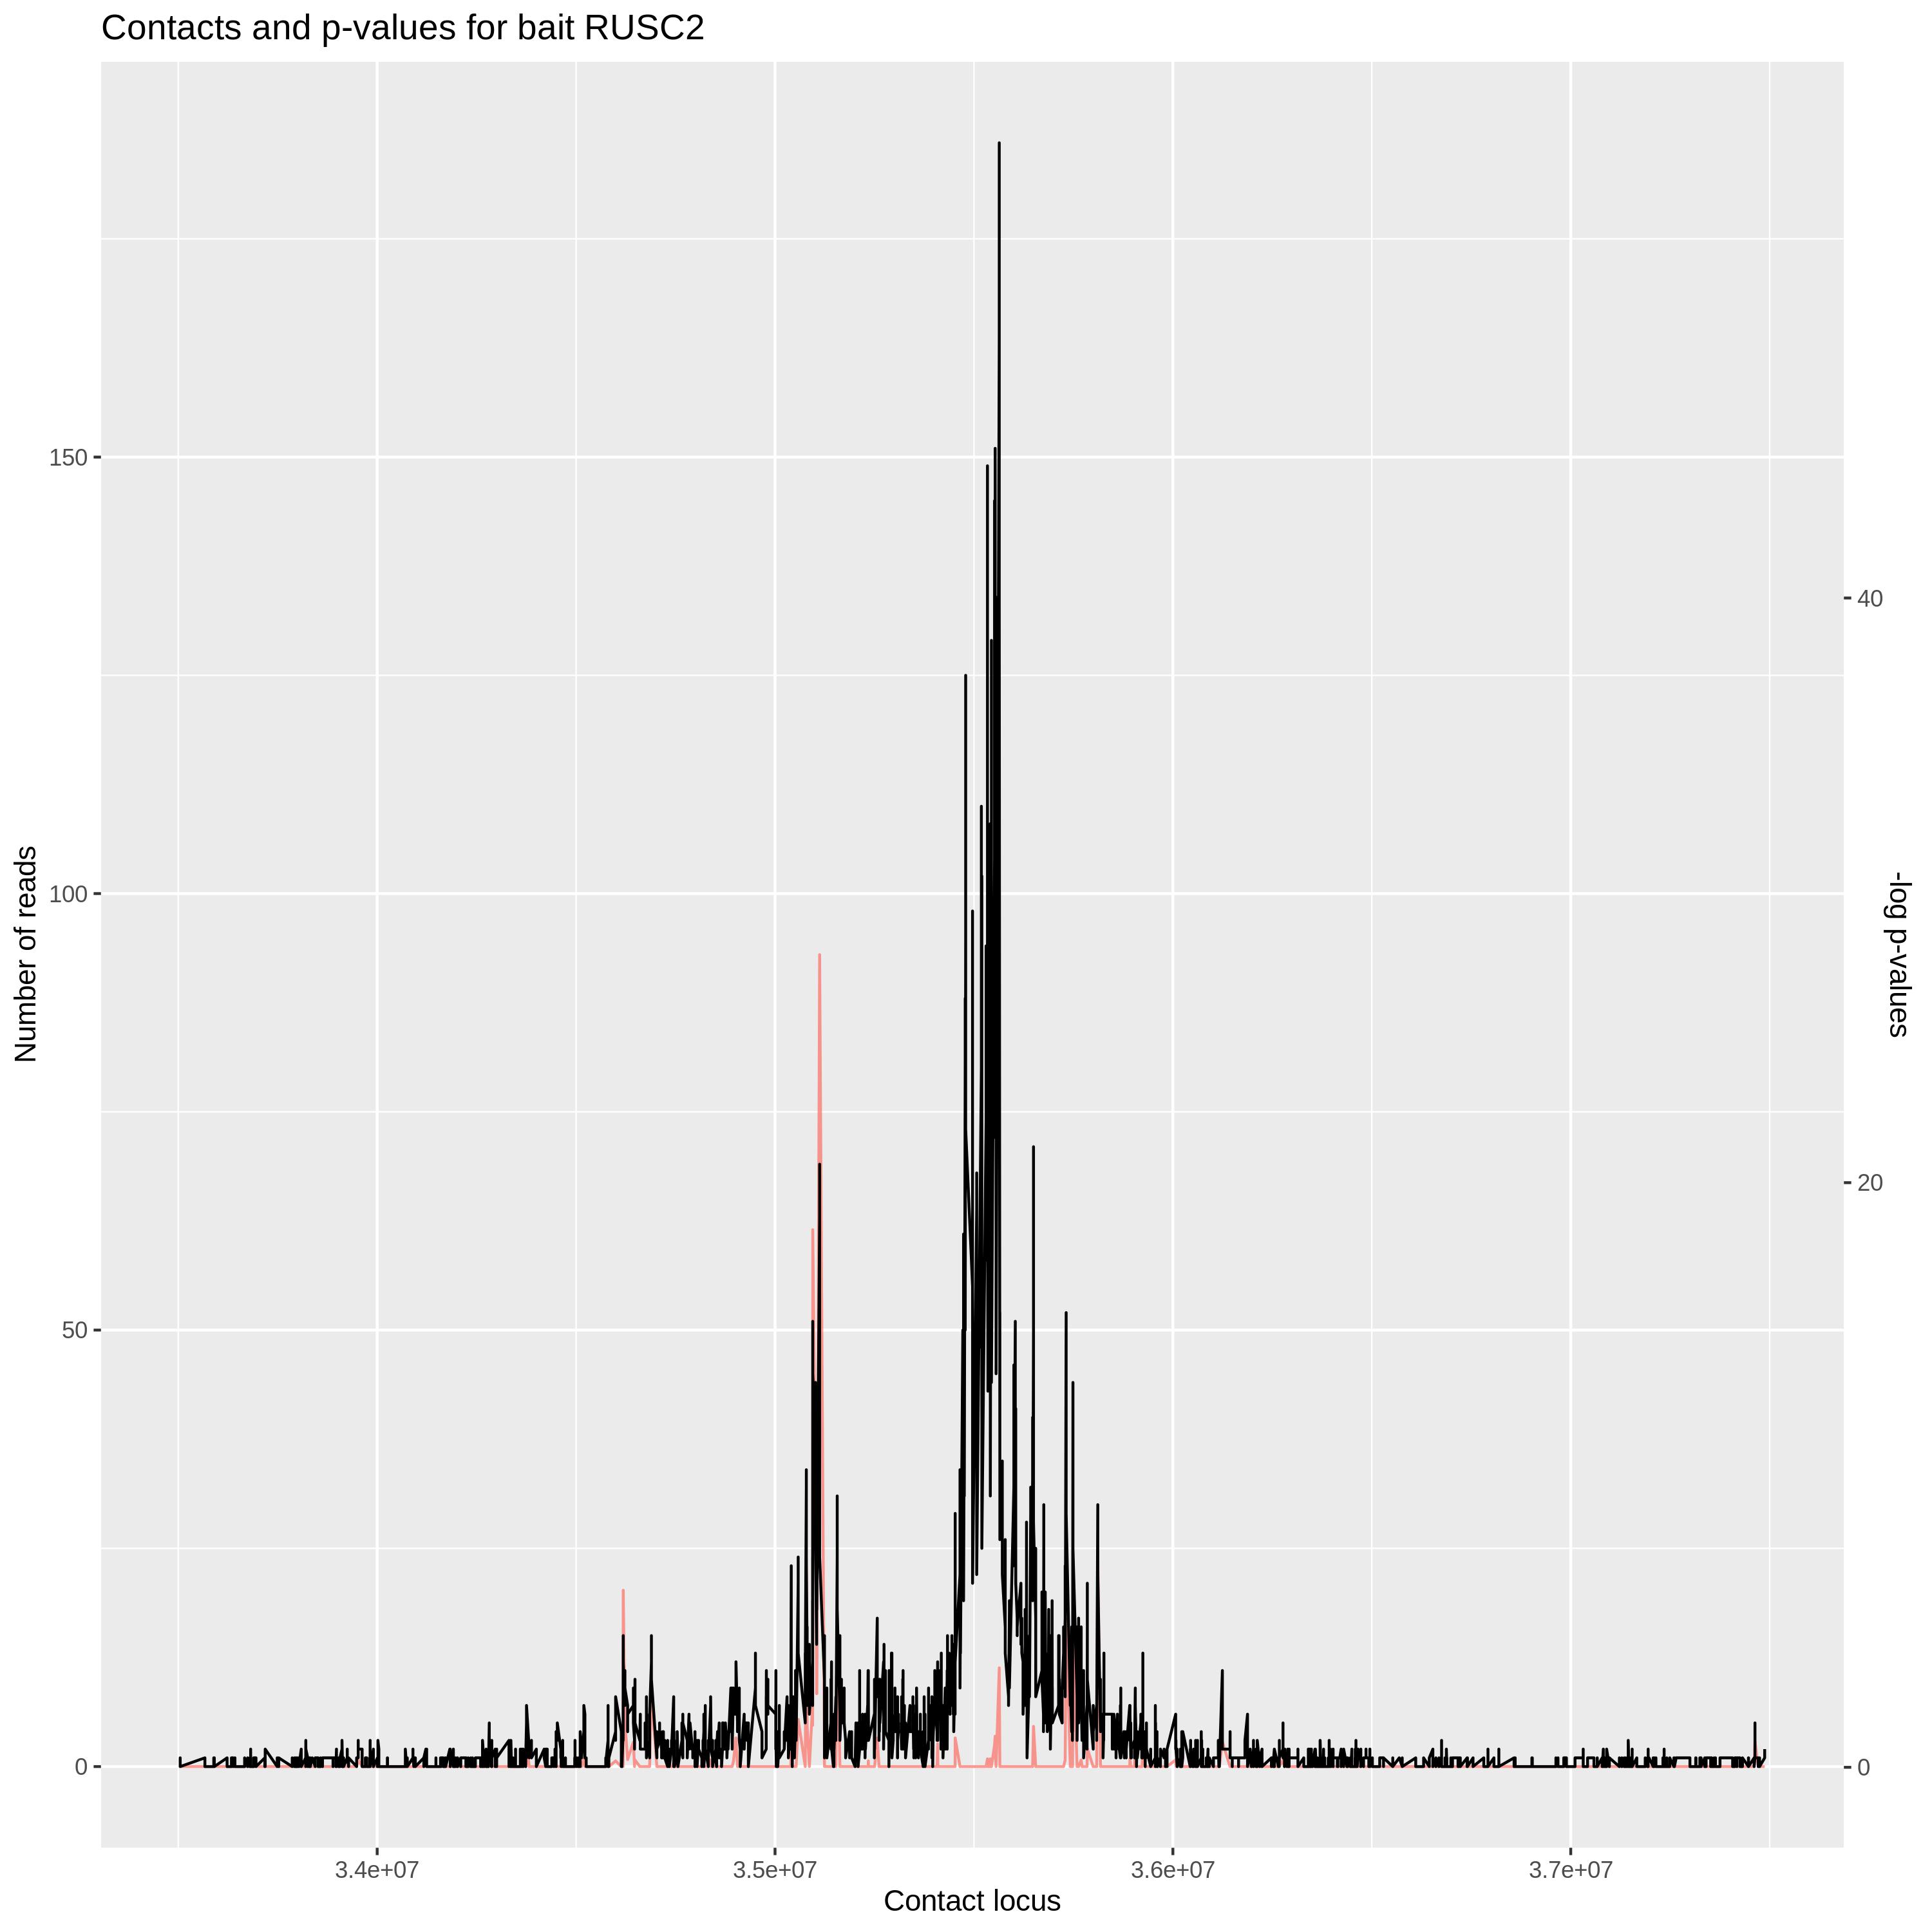 Contacts and p-values for bait RUSC2
150
100
50
0
Number of reads
40
20
0
-log p-values
3.4e+07
3.5e+07
3.6e+07
3.7e+07
Contact locus